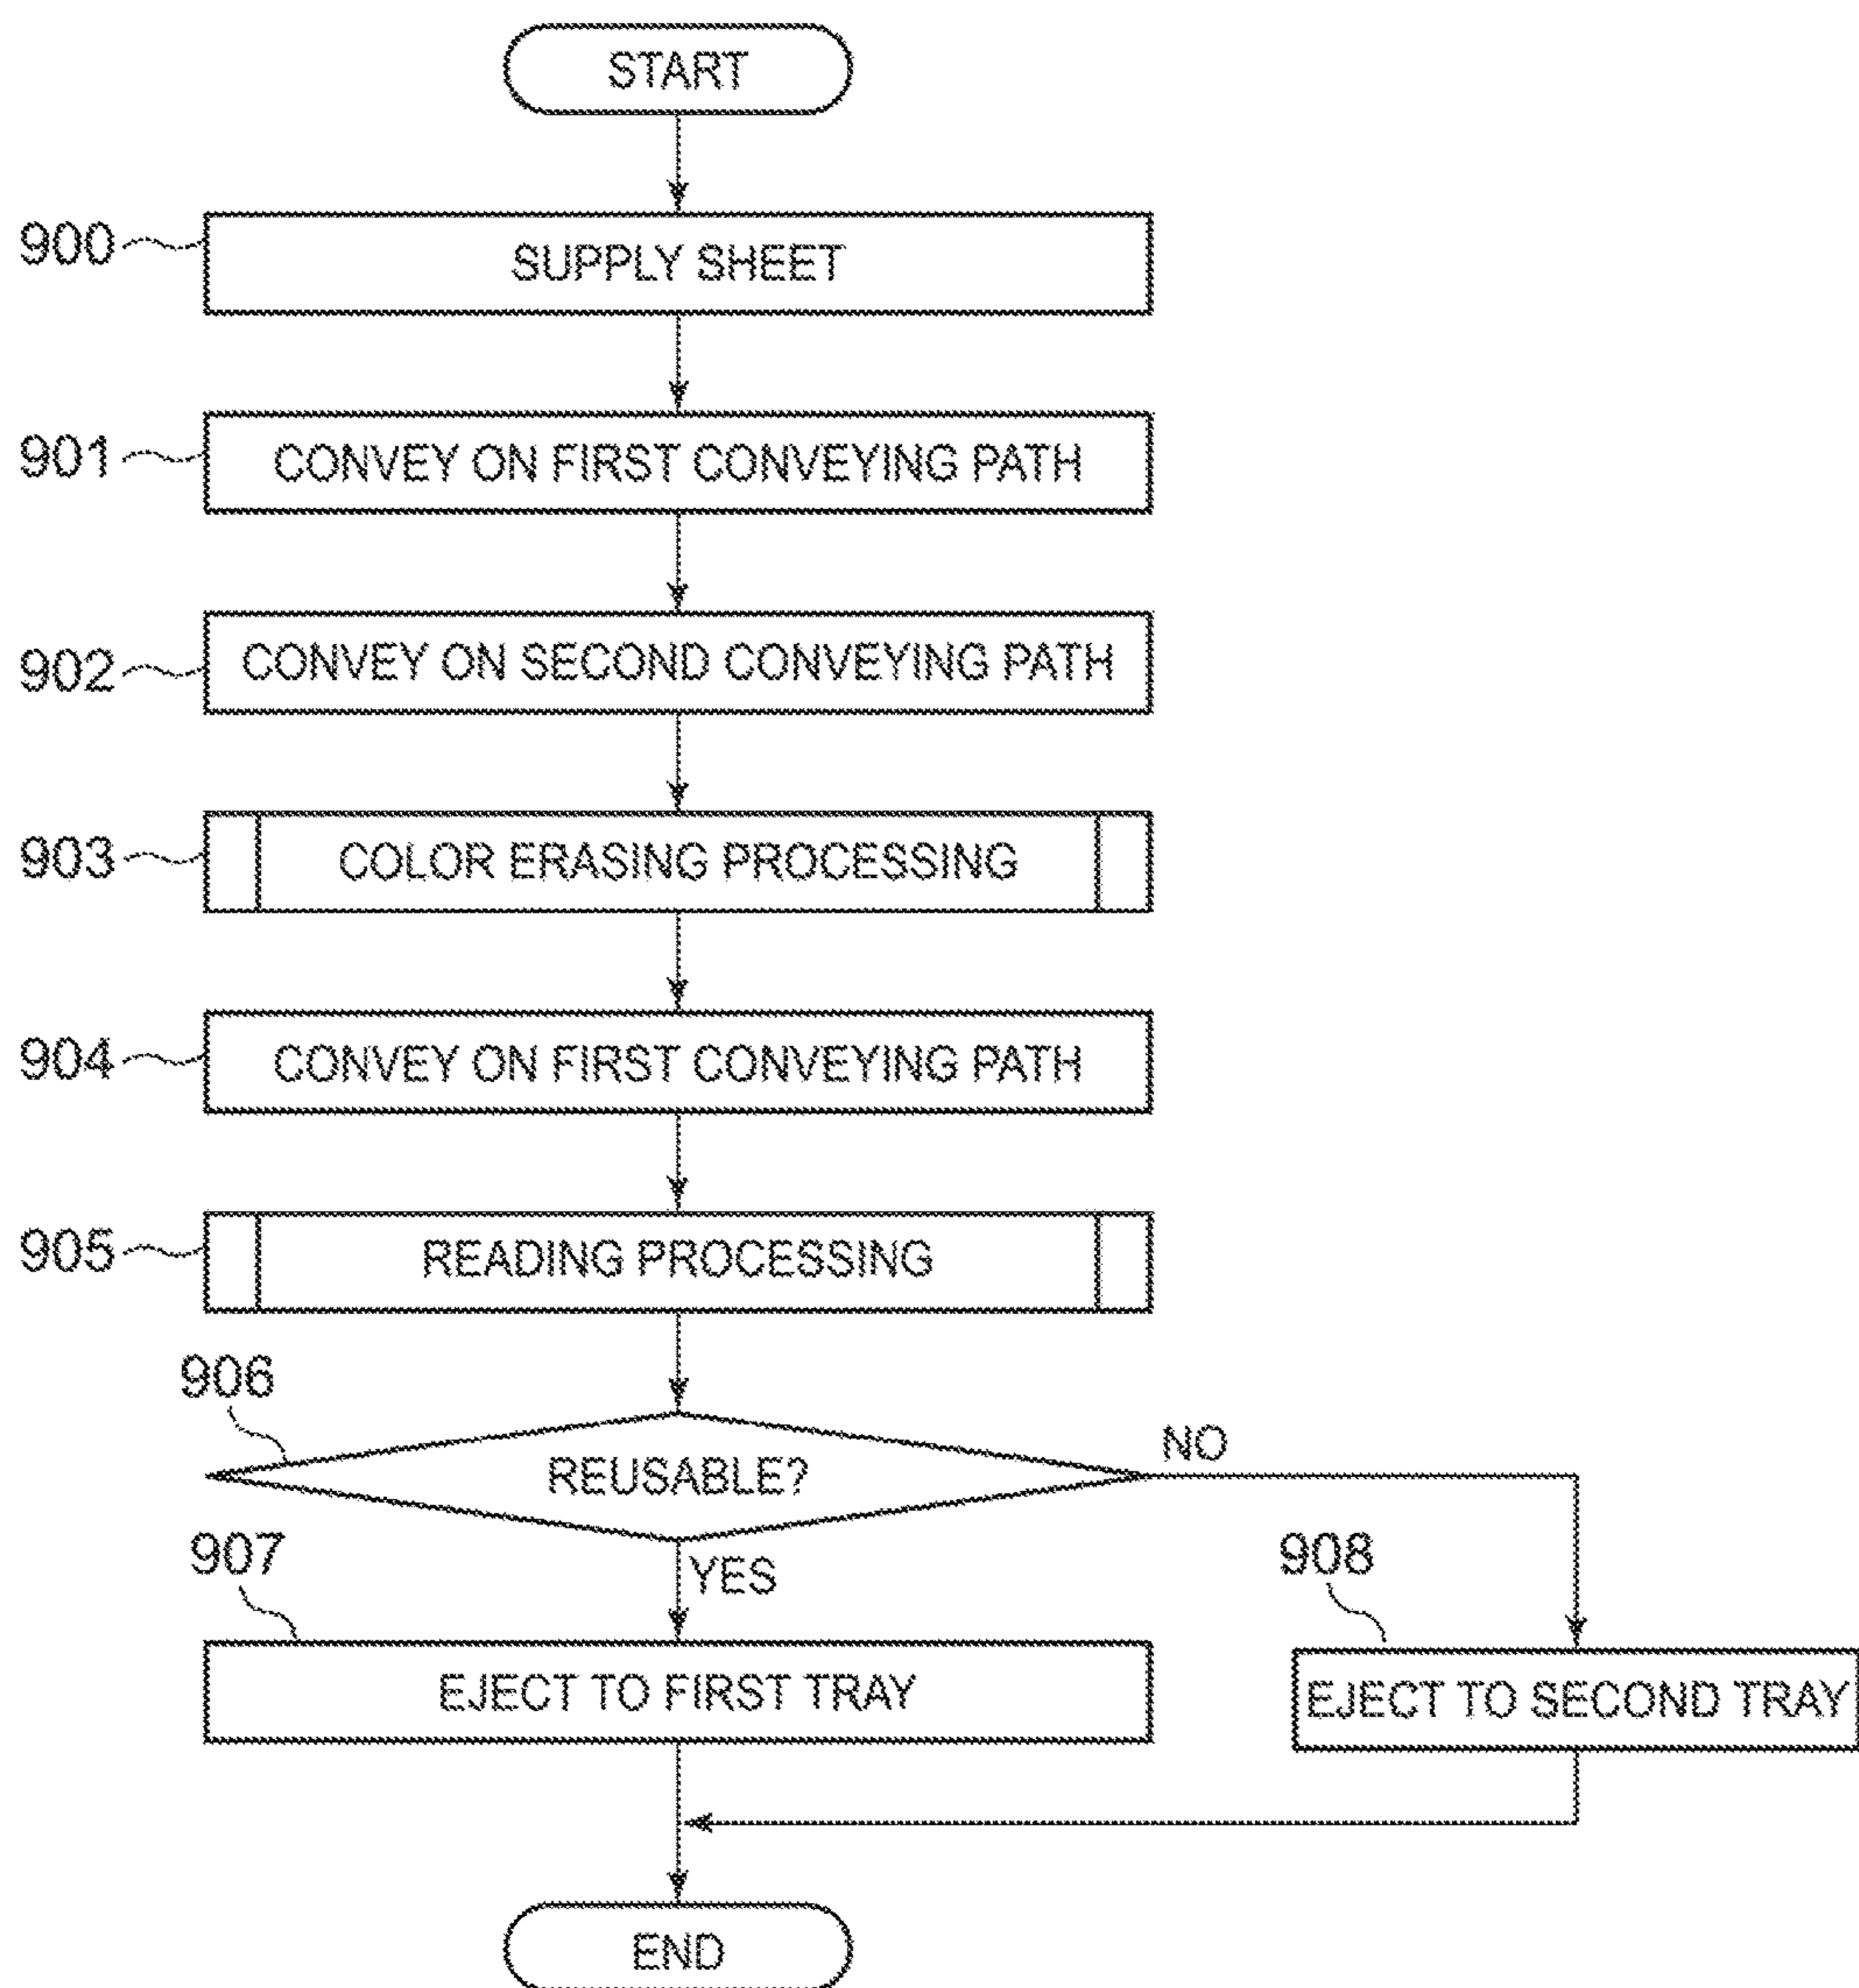 START
900
SUPPLY SHEET
901
CONVEY ON FIRST CONVEYING PATH
902
CONVEY ON SECOND CONVEYING PATH
903
COLOR ERASING PROCESSING
904
CONVEY ON FIRST CONVEYING PATH
905
READING PROCESSING
906
REUSABLE?
NO
YES
907
EJECT TO FIRST TRAY
908
EJECT TO SECOND TRAY
END